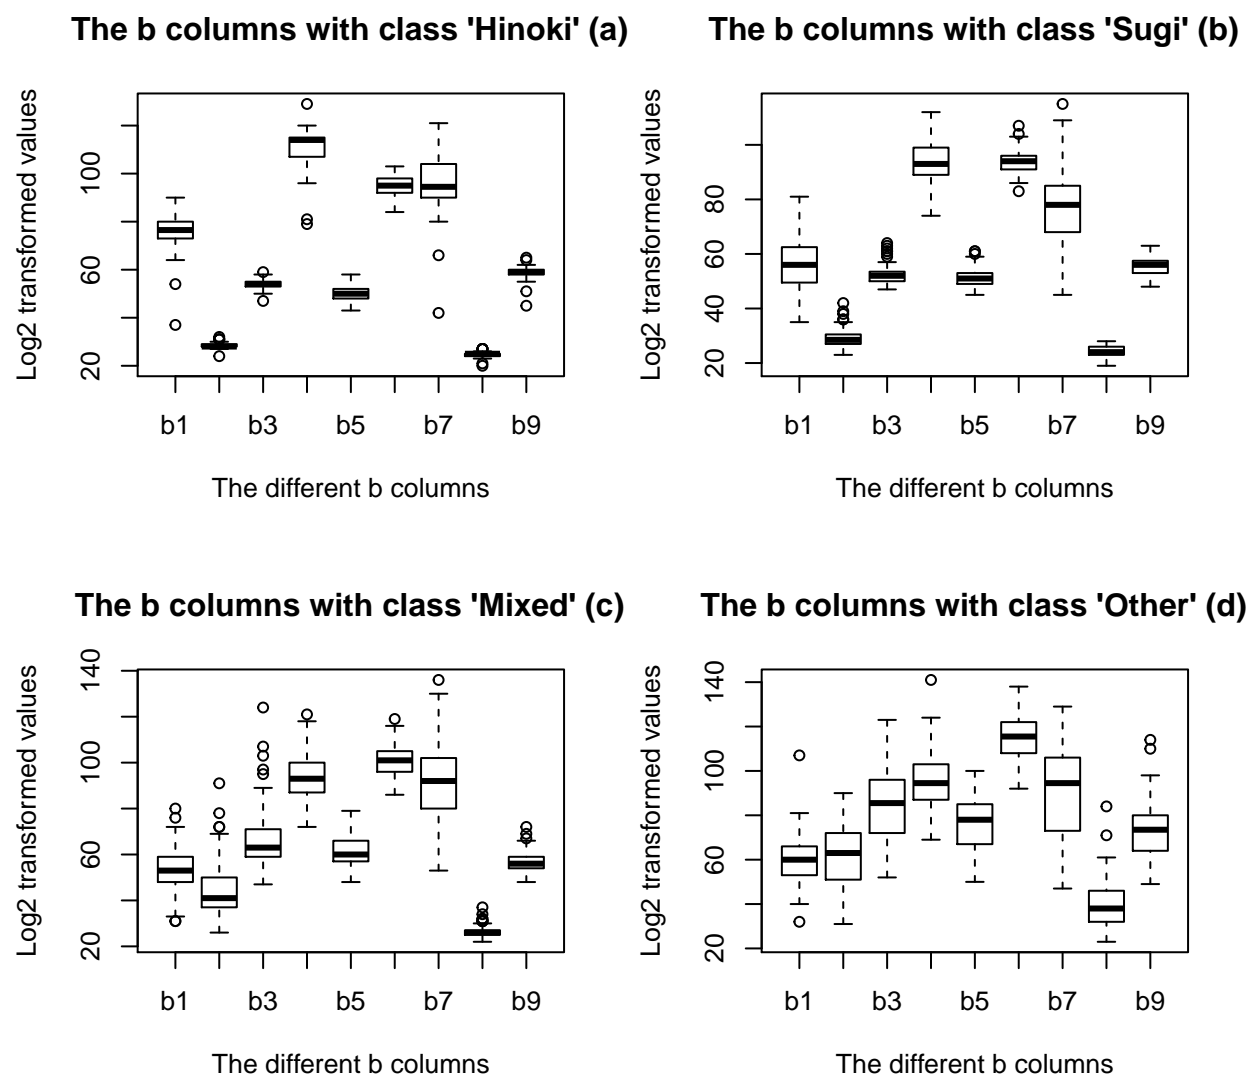 The b columns with class 'Hinoki' (a)
Log2 transformed values
20
60
100
b1
b3
b5
b7
b9
The different b columns
The b columns with class 'Sugi' (b)
Log2 transformed values
20
40
60
80
b1
b3
b5
b7
b9
The different b columns
The b columns with class 'Mixed' (c)
Log2 transformed values
20
60
100
140
b1
b3
b5
b7
b9
The different b columns
The b columns with class 'Other' (d)
Log2 transformed values
20
60
100
140
b1
b3
b5
b7
b9
The different b columns